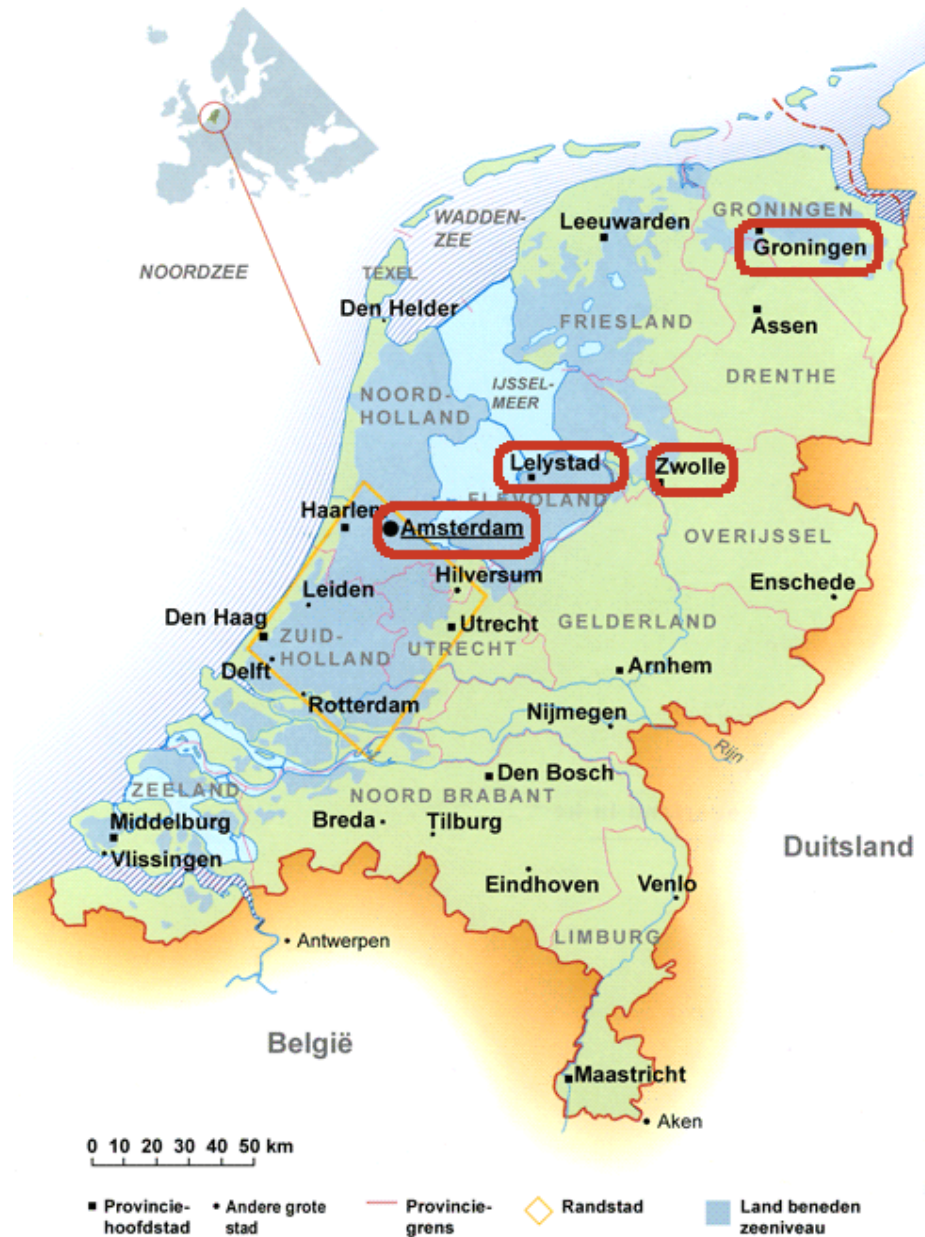 WADDEN-
ZEE
NOORDZEE
TEXEL
Den Helder
Leeuwarden
GRONINGEN
Groningen
FRIESLAND
Assen
DRENTHE
NOORD-
HOLLAND
IJSSEL-
MEER
Lelystad
Zwolle
FLEVOLAND
Haarlem
Amsterdam
OVERIJSSEL
Hilversum
Enschede
Leiden
Den Haag
Utrecht
GELDERLAND
ZUID-
HOLLAND
UTRECHT
Delft
Arnhem
Rotterdam
Nijmegen
Rijn
ZEELAND
Den Bosch
NOORD BRABANT
Middelburg
Breda
Tilburg
Vlissingen
Duitsland
Eindhoven
Venlo
LIMBURG
Antwerpen
België
Maastricht
Aken
0 10 20 30 40 50 km
Provincie-
hoofdstad
Andere grote
stad
Provincie-
grens
Randstad
Land beneden
zeeniveau